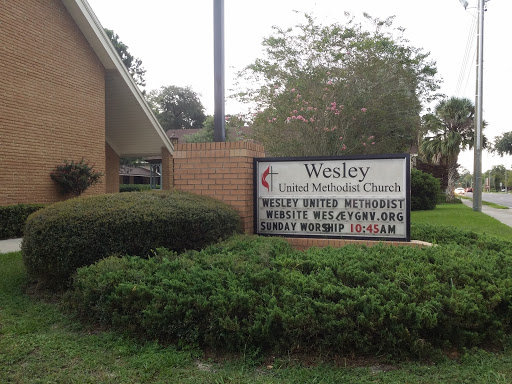 Wesley
United Methodist Church
WESLEY UNITED METHODIST
WEBSITE WESLEYGNV.ORG
SUNDAY WORSHIP 10:45AM